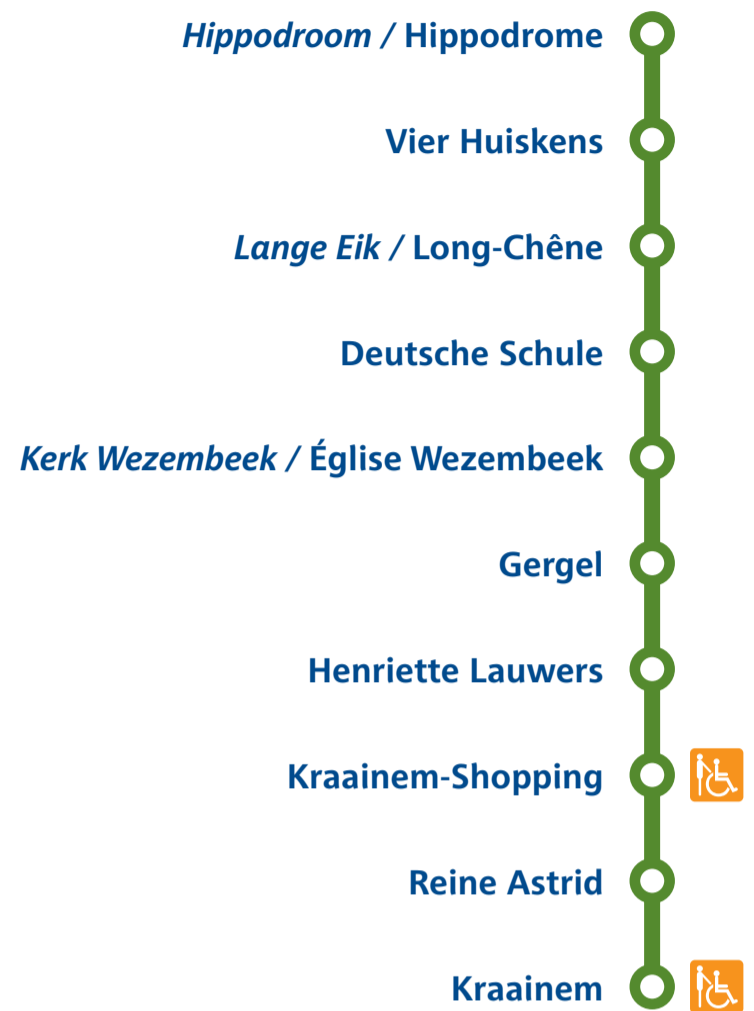 Hippodroom / Hippodrome
Vier Huiskens
Lange Eik / Long-Chêne
Deutsche Schule
Kerk Wezembeek / Église Wezembeek
Gergel
Henriette Lauwers
Kraainem-Shopping
Reine Astrid
Kraainem